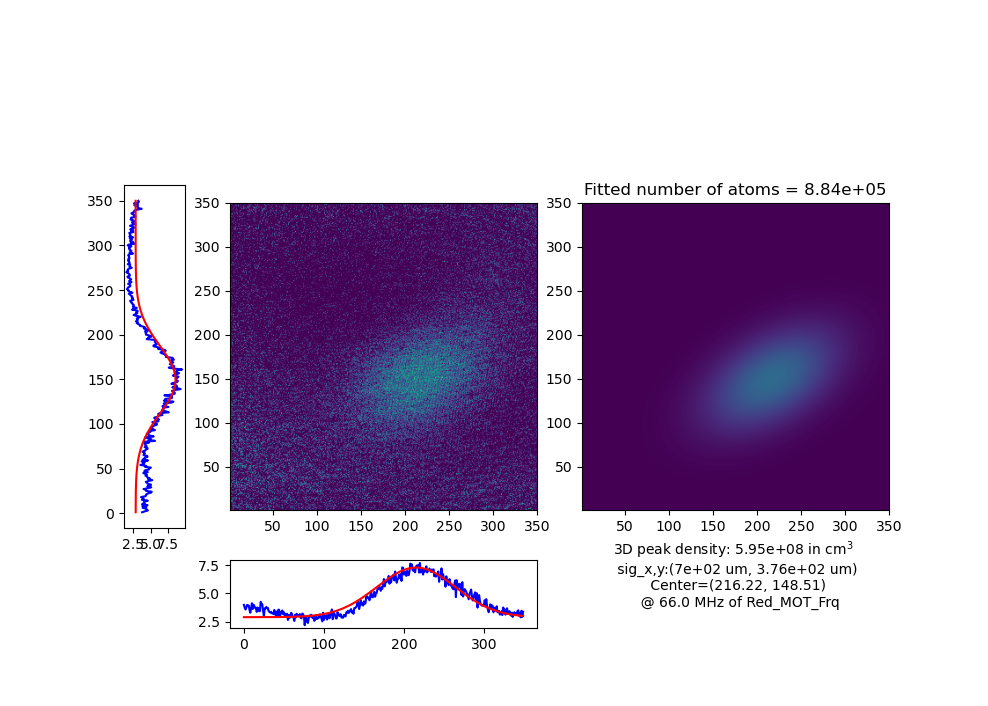 Fitted number of atoms = 8.84e+05
350
300
250
200
150
100
50
0
2.5 5.0 7.5
350
300
250
200
150
100
50
50 100 150 200 250 300 350
350
300
250
200
150
100
50
50 100 150 200 250 300 350
7.5
5.0
2.5
0 100 200 300
3D peak density: 5.95e+08 in cm³
sig_x,y:(7e+02 um, 3.76e+02 um)
Center=(216.22, 148.51)
@ 66.0 MHz of Red_MOT_Frq